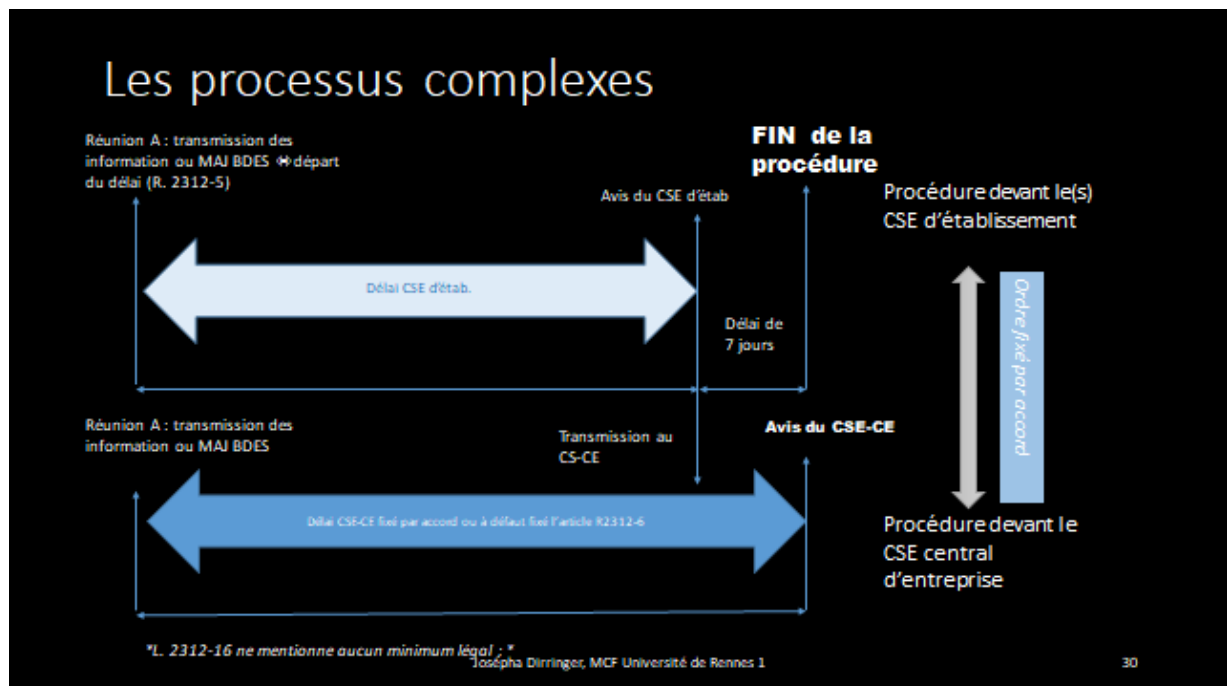 Les processus complexes
Réunion A : transmission des
information ou MAJ BDES ⇔départ
du délai (R. 2312-5)
FIN de la
procédure
Avis du CSE d'étab
Procédure devant le(s)
CSE d'établissement
Délai CSE d'étab.
Délai de
7 jours
Ordre fixé par accord
Réunion A : transmission des
information ou MAJ BDES
Transmission au
CS-CE
Avis du CSE-CE
Délai CSE-CE fixé par accord ou à défaut fixé l'article R2312-6
Procédure devant le
CSE central
d'entreprise
*L. 2312-16 ne mentionne aucun minimum légal ; *
Josépha Dirringer, MCF Université de Rennes 1
30